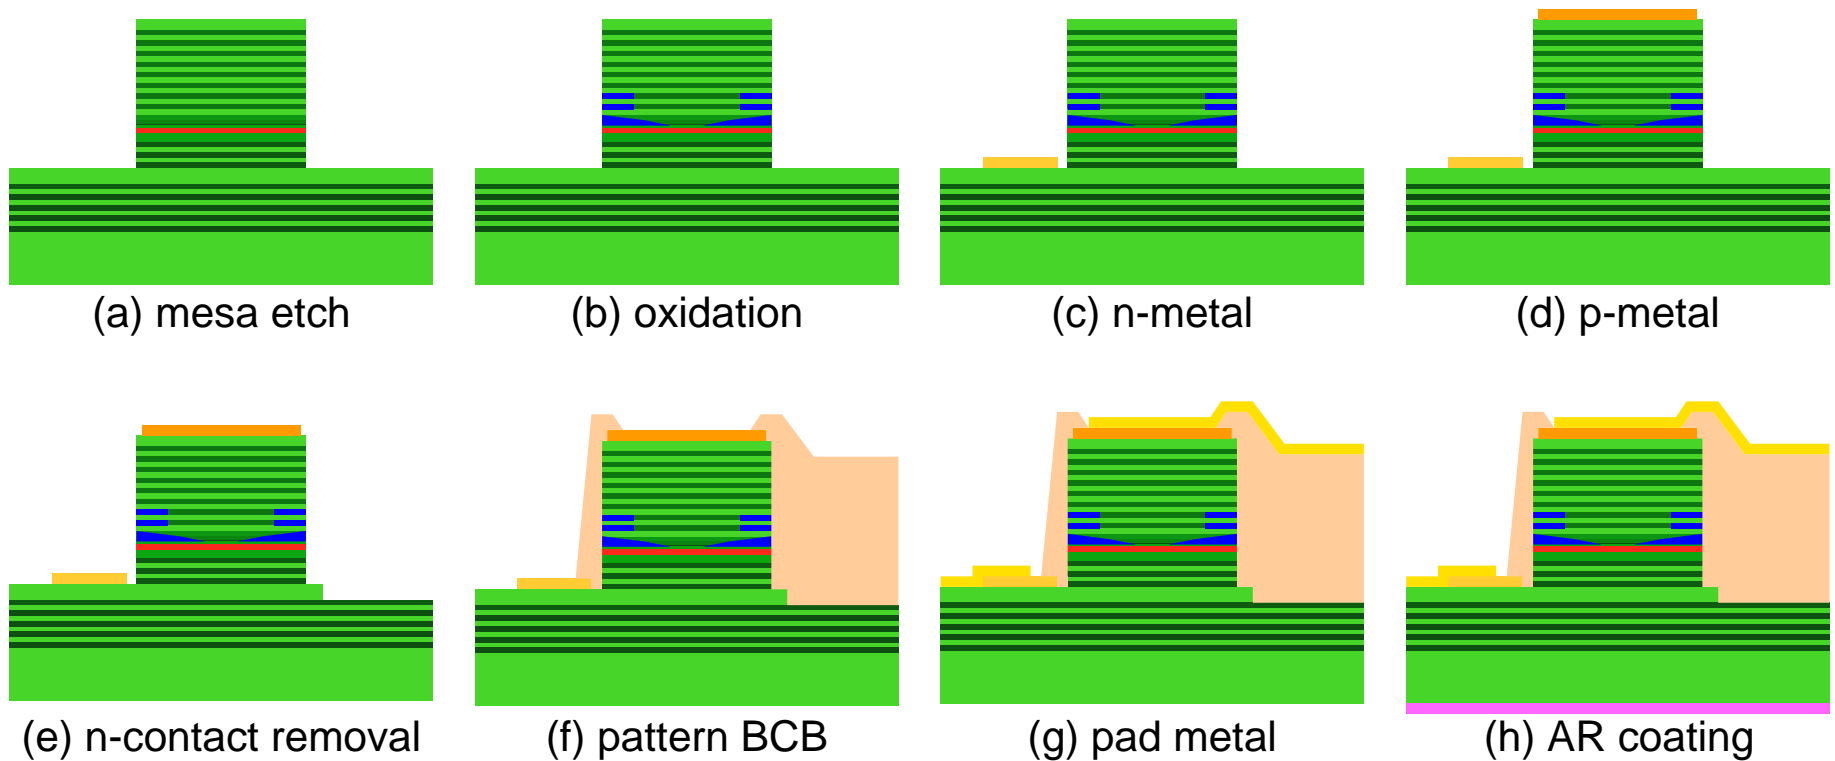 (a) mesa etch
(b) oxidation
(c) n-metal
(d) p-metal
(e) n-contact removal
(f) pattern BCB
(g) pad metal
(h) AR coating